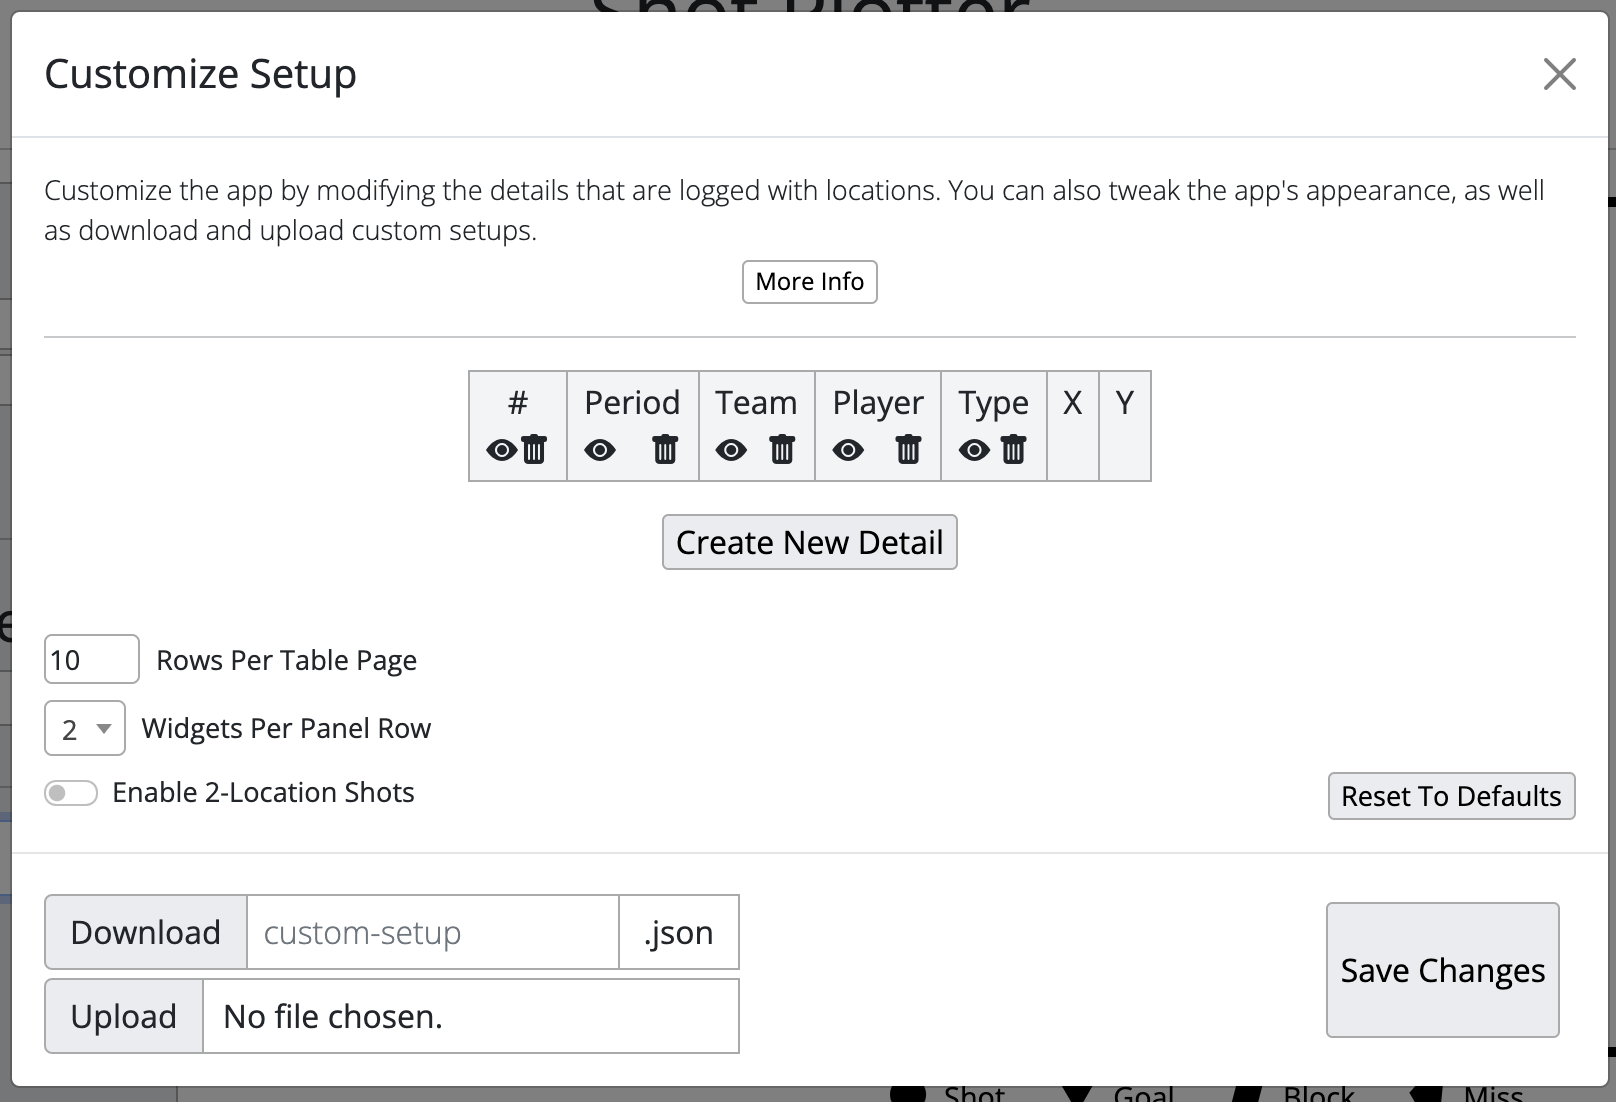 Shot Plotter
Customize Setup
Customize the app by modifying the details that are logged with locations. You can also tweak the app's appearance, as well
as download and upload custom setups.
More Info
# Period Team Player Type X Y
Create New Detail
10 Rows Per Table Page
2 Widgets Per Panel Row
Enable 2-Location Shots
Reset To Defaults
Download custom-setup .json
Save Changes
Upload No file chosen.
Shot Goal Block Miss